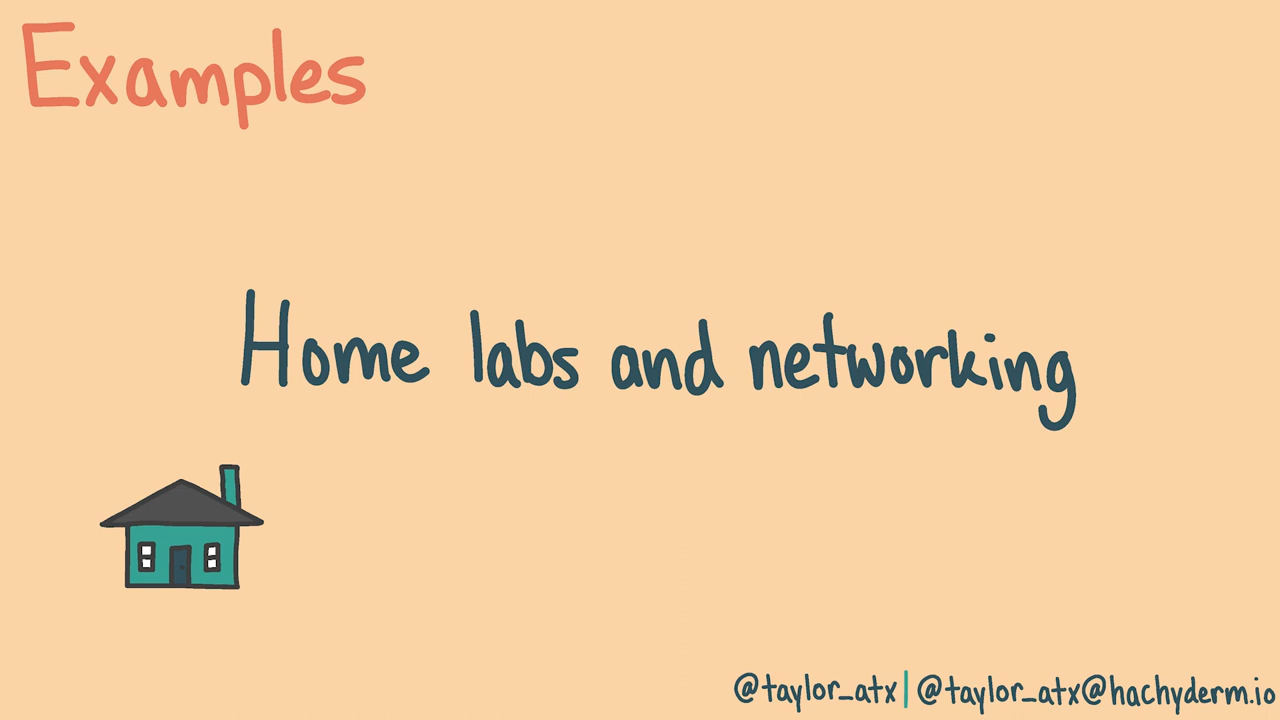 Examples
Home labs and networking
@taylor_atx | @taylor_atx@hachyderm.io